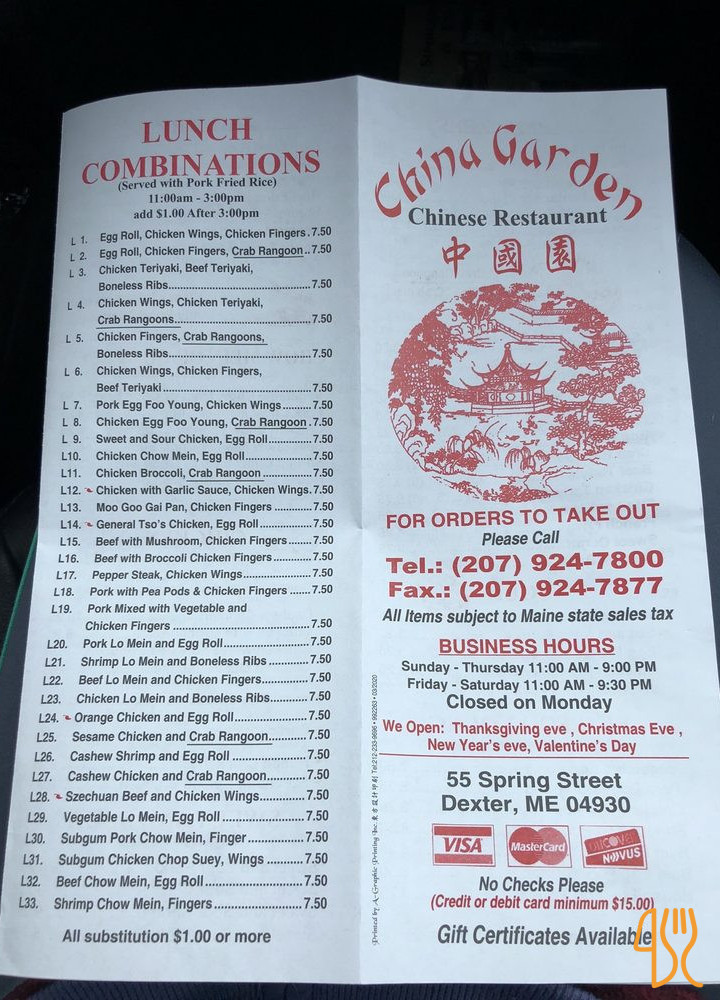 LUNCH
COMBINATIONS
(Served with Pork Fried Rice)
11:00am - 3:00pm
add $1.00 After 3:00pm
L 1. Egg Roll, Chicken Wings, Chicken Fingers.7.50
L 2. Egg Roll, Chicken Fingers, Crab Rangoon..7.50
L 3. Chicken Teriyaki, Beef Teriyaki,
Boneless Ribs...7.50
L 4. Chicken Wings, Chicken Teriyaki,
Crab Rangoons...7.50
L 5. Chicken Fingers, Crab Rangoons,
Boneless Ribs...7.50
L 6. Chicken Wings, Chicken Fingers,
Beef Teriyaki...7.50
L 7. Pork Egg Foo Young, Chicken Wings...7.50
L 8. Chicken Egg Foo Young, Crab Rangoon.7.50
L 9. Sweet and Sour Chicken, Egg Roll...7.50
L10. Chicken Chow Mein, Egg Roll...7.50
L11. Chicken Broccoli, Crab Rangoon...7.50
L12. Chicken with Garlic Sauce, Chicken Wings.7.50
L13. Moo Goo Gai Pan, Chicken Fingers...7.50
L14. General Tso's Chicken, Egg Roll...7.50
L15. Beef with Mushroom, Chicken Fingers...7.50
L16. Beef with Broccoli Chicken Fingers...7.50
L17. Pepper Steak, Chicken Wings...7.50
L18. Pork with Pea Pods & Chicken Fingers...7.50
L19. Pork Mixed with Vegetable and
Chicken Fingers...7.50
L20. Pork Lo Mein and Egg Roll...7.50
L21. Shrimp Lo Mein and Boneless Ribs...7.50
L22. Beef Lo Mein and Chicken Fingers...7.50
L23. Chicken Lo Mein and Boneless Ribs...7.50
L24. Orange Chicken and Egg Roll...7.50
L25. Sesame Chicken and Crab Rangoon...7.50
L26. Cashew Shrimp and Egg Roll...7.50
L27. Cashew Chicken and Crab Rangoon...7.50
L28. Szechuan Beef and Chicken Wings...7.50
L29. Vegetable Lo Mein, Egg Roll...7.50
L30. Subgum Pork Chow Mein, Finger...7.50
L31. Subgum Chicken Chop Suey, Wings...7.50
L32. Beef Chow Mein, Egg Roll...7.50
L33. Shrimp Chow Mein, Fingers...7.50
All substitution $1.00 or more
China Garden
Chinese Restaurant
中國園
FOR ORDERS TO TAKE OUT
Please Call
Tel.: (207) 924-7800
Fax.: (207) 924-7877
All Items subject to Maine state sales tax
BUSINESS HOURS
Sunday - Thursday 11:00 AM - 9:00 PM
Friday - Saturday 11:00 AM - 9:30 PM
Closed on Monday
We Open: Thanksgiving eve , Christmas Eve ,
New Year's eve, Valentine's Day
55 Spring Street
Dexter, ME 04930
VISA MasterCard DISCOVER NOVUS
No Checks Please
(Credit or debit card minimum $15.00)
Gift Certificates Available
Printed by A-Graphic Printing Inc.